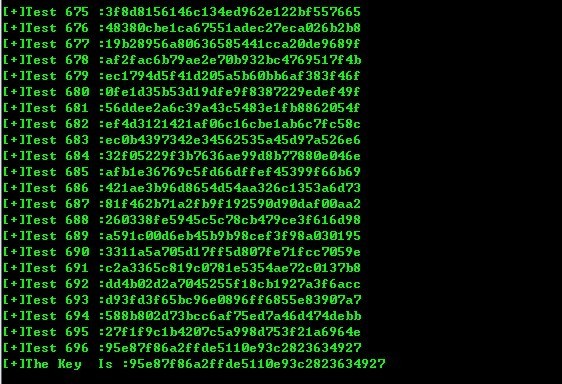 [+]Test 675 :3f8d8156146c134ed962e122bf557665
[+]Test 676 :48380cbe1ca67551adec27eca026b2b8
[+]Test 677 :19b28956a80636585441cca20de9689f
[+]Test 678 :af2fac6b79ae2e70b932bc4769517f4b
[+]Test 679 :ec1794d5f41d205a5b60bb6af383f46f
[+]Test 680 :0fe1d35b53d19dfe9f8387229edef49f
[+]Test 681 :56ddee2a6c39a43c5483e1fb8862054f
[+]Test 682 :ef4d3121421af06c16cbe1ab6c7fc58c
[+]Test 683 :ec0b4397342e34562535a45d97a526e6
[+]Test 684 :32f05229f3b7636ae99d8b77880e046e
[+]Test 685 :afb1e36769c5fd66dffef45399f66b69
[+]Test 686 :421ae3b96d8654d54aa326c1353a6d73
[+]Test 687 :81f462b71a2fb9f192590d90daf00aa2
[+]Test 688 :260338fe5945c5c78cb479ce3f616d98
[+]Test 689 :a591c00d6eb45b9b98cef3f98a030195
[+]Test 690 :3311a5a705d17ff5d807fe71fcc7059e
[+]Test 691 :c2a3365c819c0781e5354ae72c0137b8
[+]Test 692 :dd4b02d2a7045255f18cb1927a3f6acc
[+]Test 693 :d93fd3f65bc96e0896ff6855e83907a7
[+]Test 694 :588b802d73bcc6af75ed7a46d474debb
[+]Test 695 :27f1f9c1b4207c5a998d753f21a6964e
[+]Test 696 :95e87f86a2ffde5110e93c2823634927
[+]The Key  Is :95e87f86a2ffde5110e93c2823634927